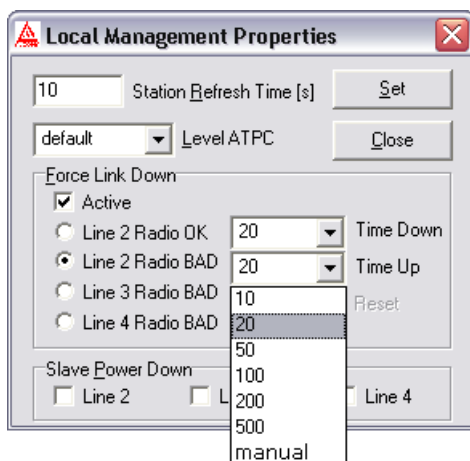 Local Management Properties
10 Station Refresh Time [s] Set
default Level ATPC Close
Force Link Down
Active
Line 2 Radio OK 20 Time Down
Line 2 Radio BAD 20 Time Up
Line 3 Radio BAD 10 Reset
20
Line 4 Radio BAD
50
100
200
500
manual
Slave Power Down
Line 2 L Line 4